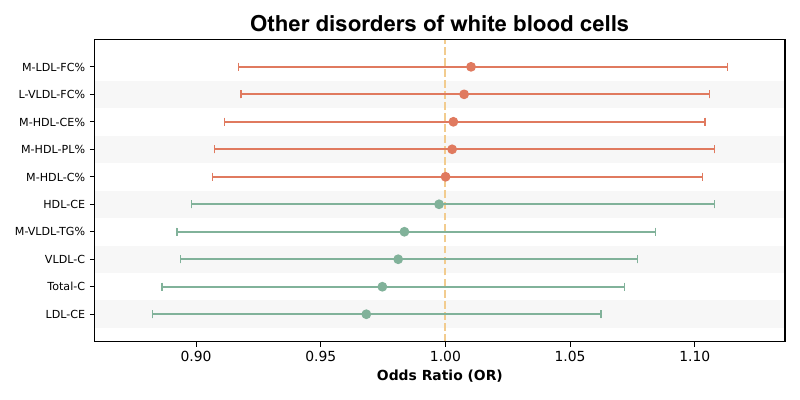 Other disorders of white blood cells
M-LDL-FC%
L-VLDL-FC%
M-HDL-CE%
M-HDL-PL%
M-HDL-C%
HDL-CE
M-VLDL-TG%
VLDL-C
Total-C
LDL-CE
0.90 0.95 1.00 1.05 1.10
Odds Ratio (OR)